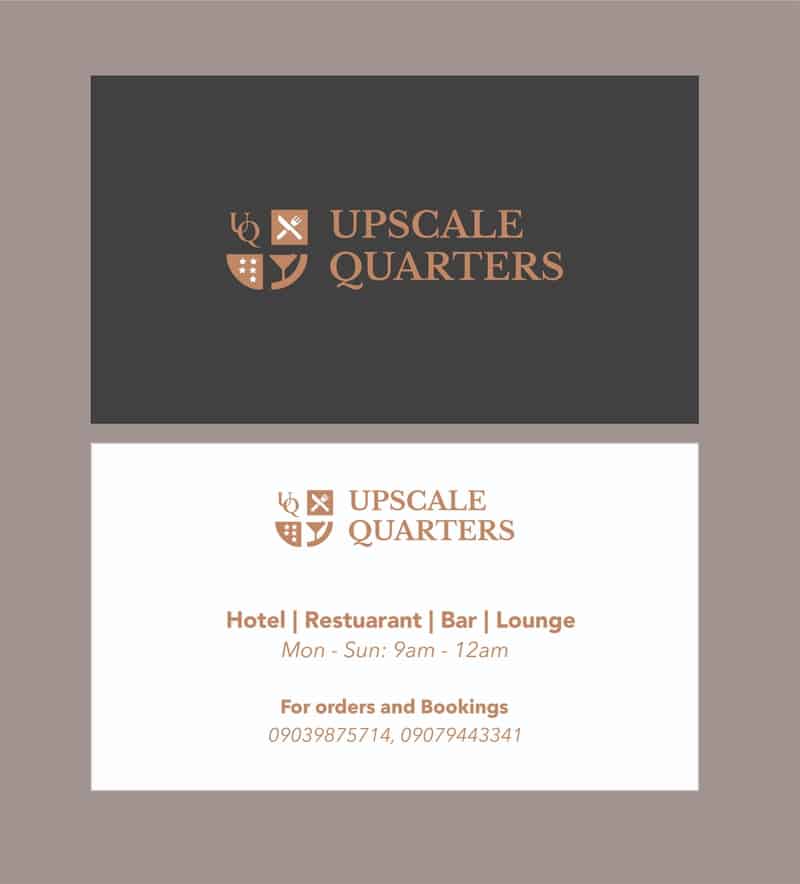 UQ
UPSCALE
QUARTERS
UQ
UPSCALE
QUARTERS
Hotel | Restuarant | Bar | Lounge
Mon - Sun: 9am - 12am
For orders and Bookings
09039875714, 09079443341